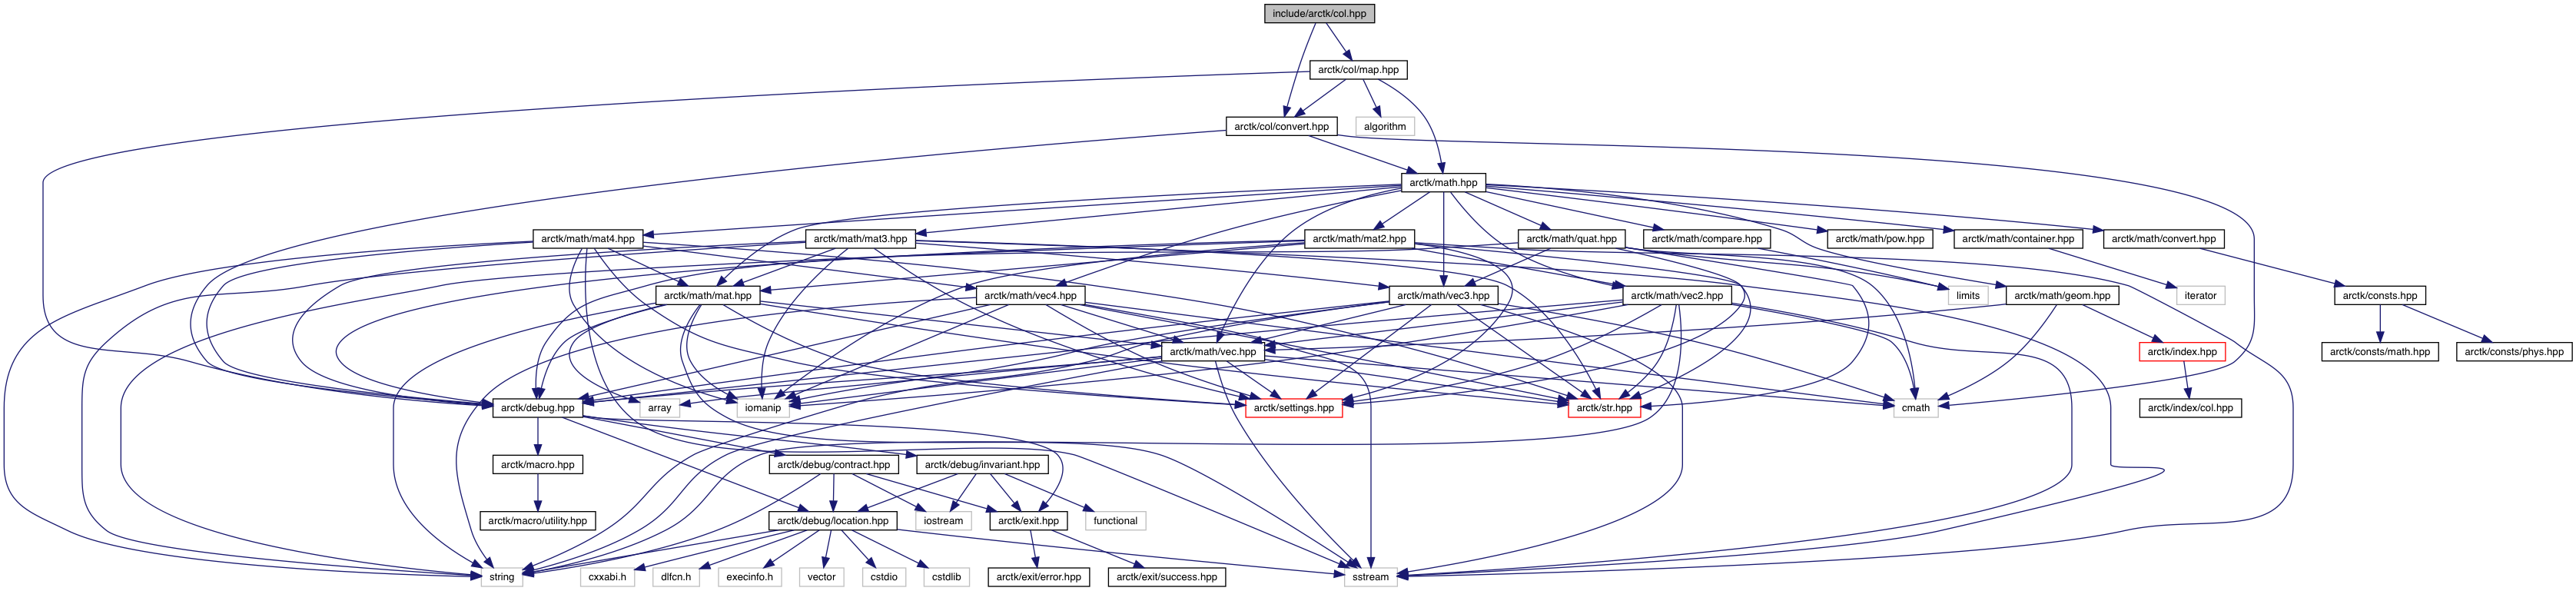 include/arctk/col.hpp
arctk/col/map.hpp
arctk/col/convert.hpp
algorithm
arctk/math.hpp
arctk/math/mat4.hpp
arctk/math/mat3.hpp
arctk/math/mat2.hpp
arctk/math/quat.hpp
arctk/math/compare.hpp
arctk/math/pow.hpp
arctk/math/container.hpp
arctk/math/convert.hpp
arctk/math/mat.hpp
arctk/math/vec4.hpp
arctk/math/vec3.hpp
arctk/math/vec2.hpp
limits
arctk/math/geom.hpp
iterator
arctk/consts.hpp
arctk/math/vec.hpp
arctk/index.hpp
arctk/consts/math.hpp
arctk/consts/phys.hpp
arctk/debug.hpp
array
iomanip
arctk/settings.hpp
arctk/str.hpp
cmath
arctk/index/col.hpp
arctk/macro.hpp
arctk/debug/contract.hpp
arctk/debug/invariant.hpp
arctk/macro/utility.hpp
arctk/debug/location.hpp
iostream
arctk/exit.hpp
functional
string
cxxabi.h
dlfcn.h
execinfo.h
vector
cstdio
cstdlib
arctk/exit/error.hpp
arctk/exit/success.hpp
sstream